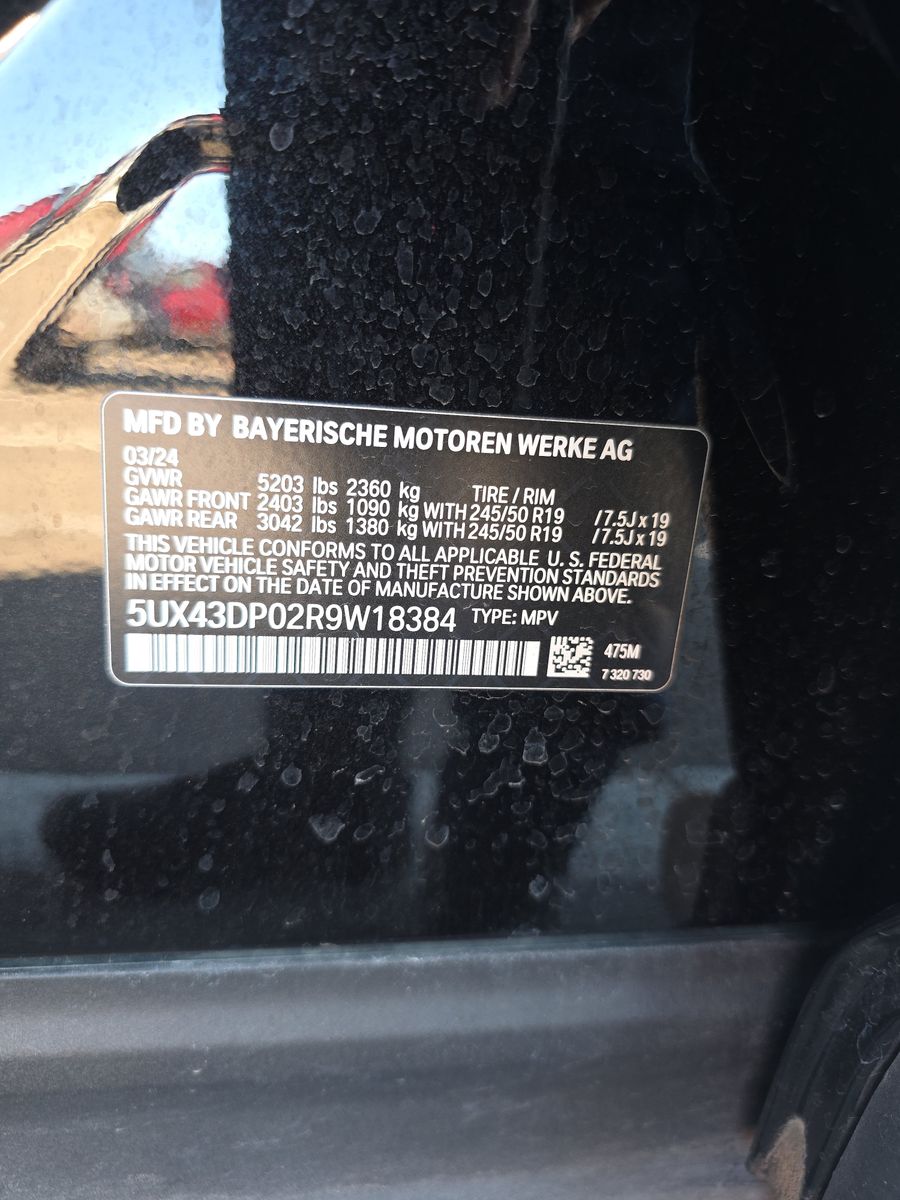 MFD BY BAYERISCHE MOTOREN WERKE AG
03/24
GVWR 5203 lbs 2360 kg TIRE / RIM
GAWR FRONT 2403 lbs 1090 kg WITH 245/50 R19 / 7.5J x 19
GAWR REAR 3042 lbs 1380 kg WITH 245/50 R19 / 7.5J x 19
THIS VEHICLE CONFORMS TO ALL APPLICABLE U. S. FEDERAL
MOTOR VEHICLE SAFETY AND THEFT PREVENTION STANDARDS
IN EFFECT ON THE DATE OF MANUFACTURE SHOWN ABOVE.
5UX43DP02R9W18384 TYPE: MPV
475M
7 320 730